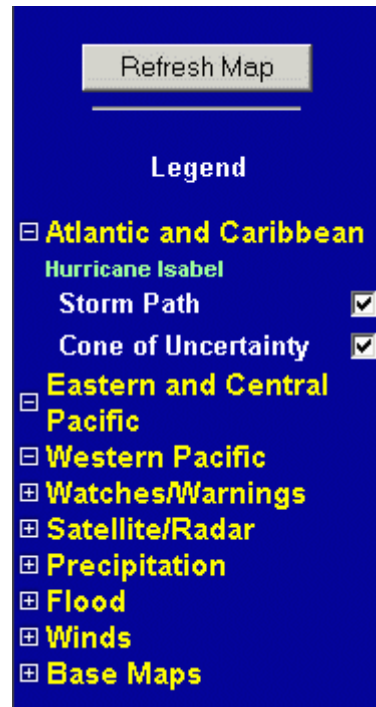 Refresh Map
Legend
Atlantic and Caribbean
Hurricane Isabel
Storm Path
Cone of Uncertainty
Eastern and Central
Pacific
Western Pacific
Watches/Warnings
Satellite/Radar
Precipitation
Flood
Winds
Base Maps